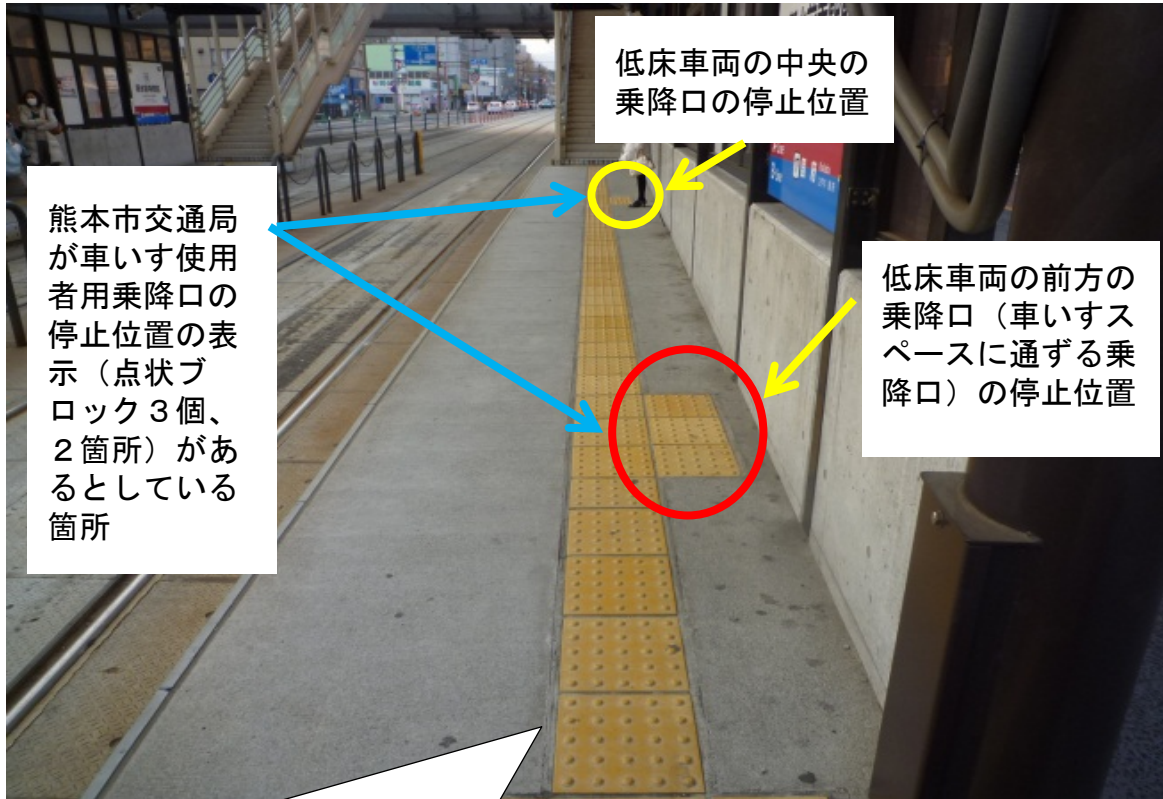 低床車両の中央の
乗降口の停止位置
熊本市交通局
が車いす使用
者用乗降口の
停止位置の表
示（点状ブ
ロック３個、
２箇所）があ
るとしている
箇所
低床車両の前方の
乗降口（車いすス
ペースに通ずる乗
降口）の停止位置